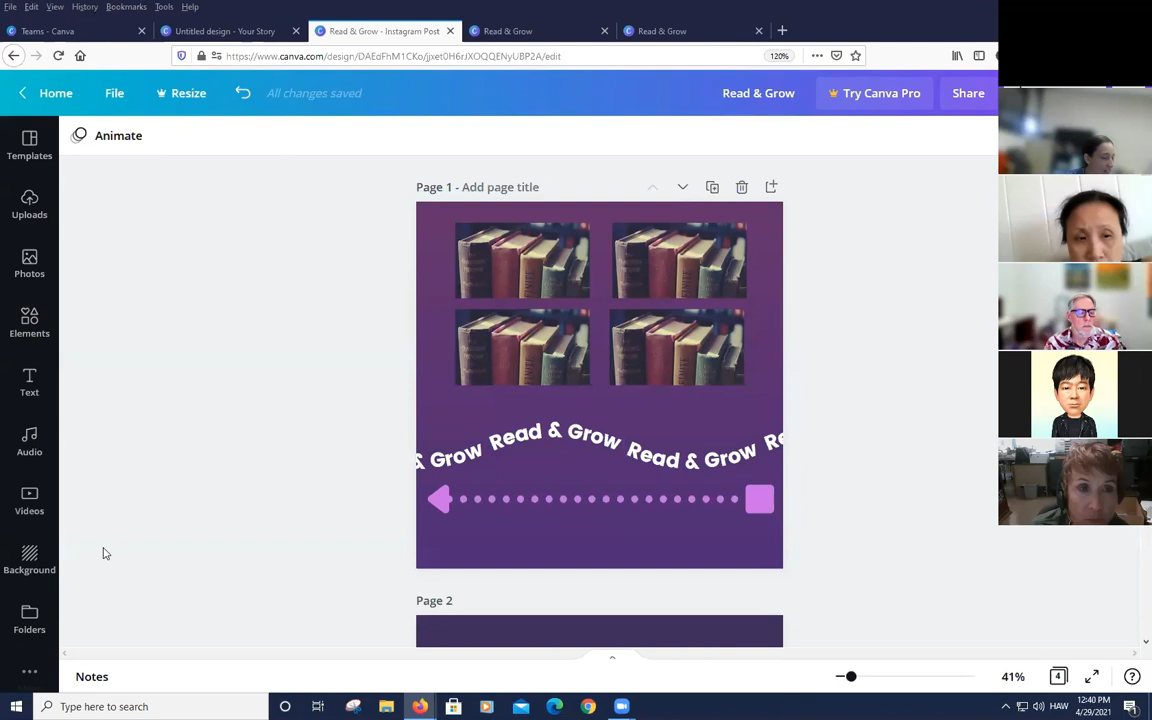 File Edit View History Bookmarks Tools Help
Teams - Canva
Untitled design - Your Story
Read & Grow - Instagram Post
Read & Grow
Read & Grow
https://www.canva.com/design/DAEdFhM1CKo/jjxet0H6rJXOQQENyUBP2A/edit
120%
Home
File
Resize
All changes saved
Read & Grow
Try Canva Pro
Share
Animate
Templates
Uploads
Photos
Elements
Text
Audio
Videos
Background
Folders
Page 1 - Add page title
& Grow Read & Grow Read & Grow Re
Page 2
Notes
41%
4
Type here to search
HAW
12:40 PM
4/29/2021
1